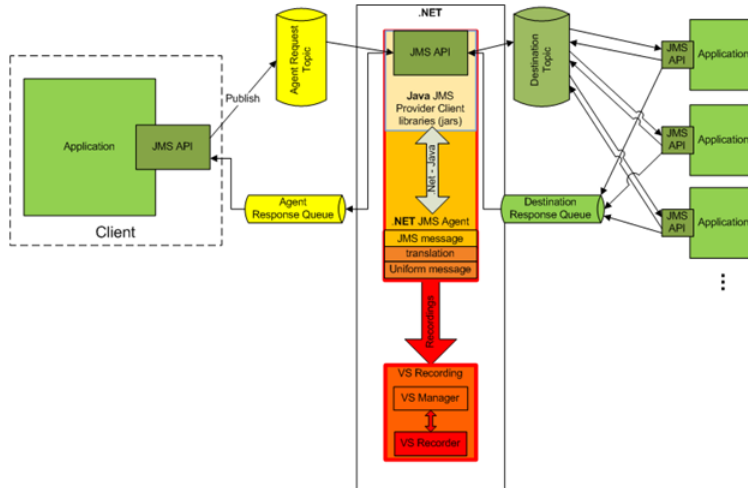 .NET
Agent Request
Topic
JMS API
Destination
Topic
JMS
API
Application
Publish
Java JMS
Provider Client
libraries (jars)
Application
JMS API
JMS
API
Application
.Net - Java
Agent
Response Queue
Destination
Response Queue
JMS
API
Application
Client
.NET JMS Agent
JMS message
translation
Uniform message
...
Recordings
VS Recording
VS Manager
VS Recorder